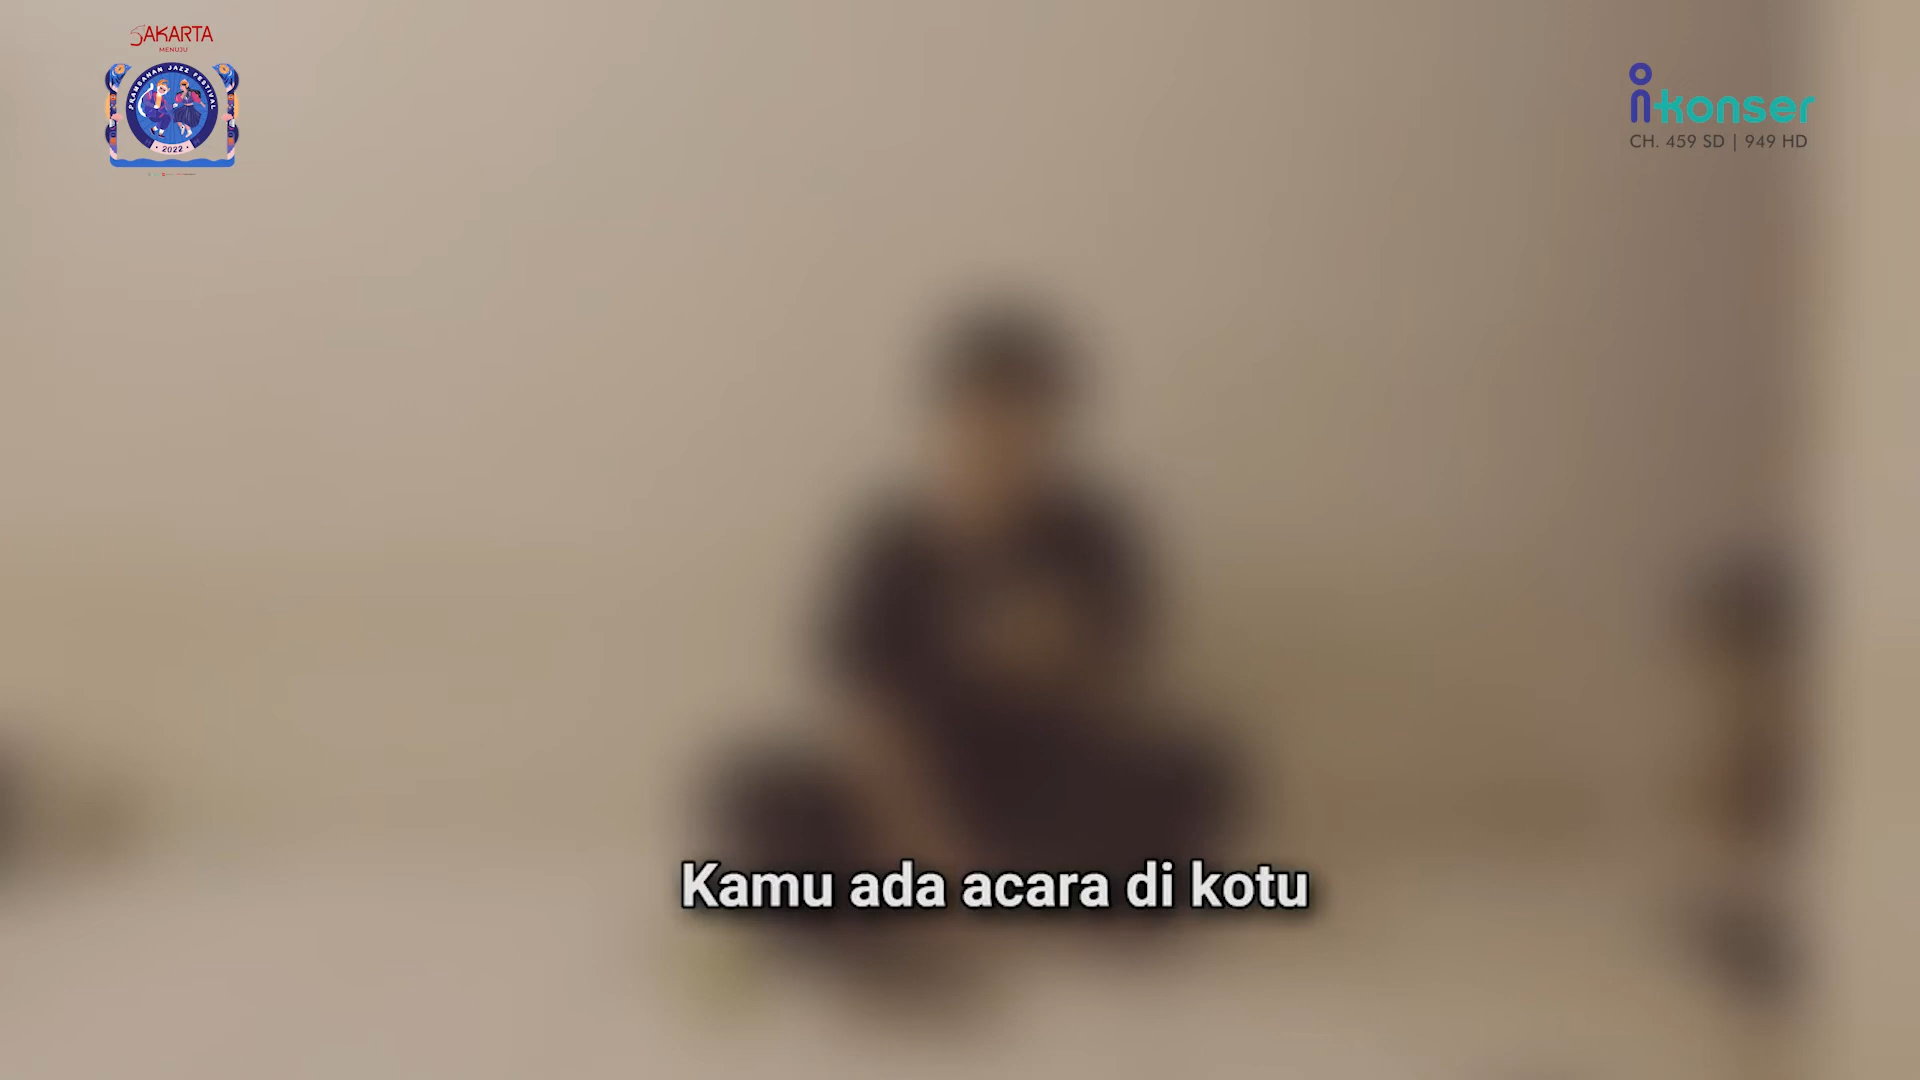 JAKARTA
MENUJU
PRAMBANAN JAZZ FESTIVAL
· 2022 ·
i-konser
CH. 459 SD | 949 HD
Kamu ada acara di kotu